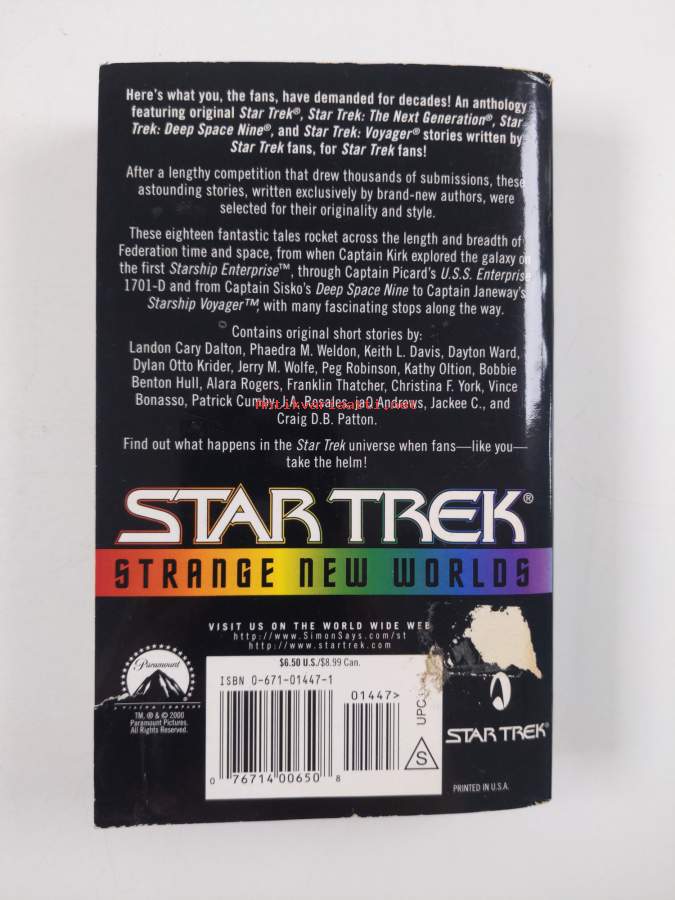 Here's what you, the fans, have demanded for decades! An anthology
featuring original Star Trek®, Star Trek: The Next Generation®, Star
Trek: Deep Space Nine®, and Star Trek: Voyager® stories written by
Star Trek fans, for Star Trek fans!
After a lengthy competition that drew thousands of submissions, these
astounding stories, written exclusively by brand-new authors, were
selected for their originality and style.
These eighteen fantastic tales rocket across the length and breadth of
Federation time and space, from when Captain Kirk explored the galaxy on
the first Starship Enterprise™, through Captain Picard's U.S.S. Enterprise
1701-D and from Captain Sisko's Deep Space Nine to Captain Janeway's
Starship Voyager™, with many fascinating stops along the way.
Contains original short stories by:
Landon Cary Dalton, Phaedra M. Weldon, Keith L. Davis, Dayton Ward,
Dylan Otto Krider, Jerry M. Wolfe, Peg Robinson, Kathy Oltion, Bobbie
Benton Hull, Alara Rogers, Franklin Thatcher, Christina F. York, Vince
Bonasso, Patrick Cumby, J.A. Rosales, jaQ Andrews, Jackee C., and
Craig D.B. Patton.
Find out what happens in the Star Trek universe when fans—like you—
take the helm!
STAR TREK®
STRANGE NEW WORLDS
VISIT US ON THE WORLD WIDE WEB
http://www.SimonSays.com/st
http://www.startrek.com
$6.50 U.S./$8.99 Can.
ISBN 0-671-01447-1
01447>
0 76714 00650 8
UPC
S
Paramount
TM, ® & © 2000
Paramount Pictures.
All Rights Reserved.
STAR TREK®
PRINTED IN U.S.A.